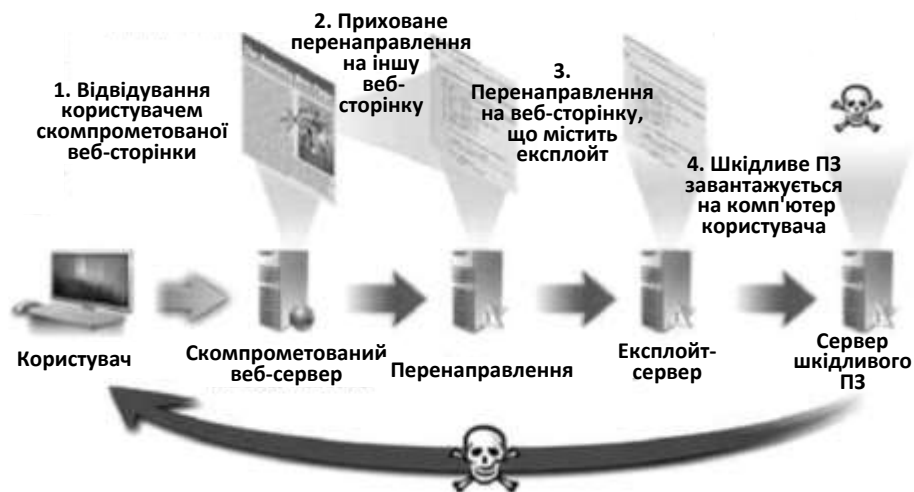 1. Відвідування
користувачем
скомпрометованої
веб-сторінки
2. Приховане
перенаправлення
на іншу
веб-
сторінку
3.
Перенаправлення
на веб-сторінку,
що містить
експлойт
4. Шкідливе ПЗ
завантажується
на комп'ютер
користувача
Користувач
Скомпрометований
веб-сервер
Перенаправлення
Експлойт-
сервер
Сервер
шкідливого
ПЗ